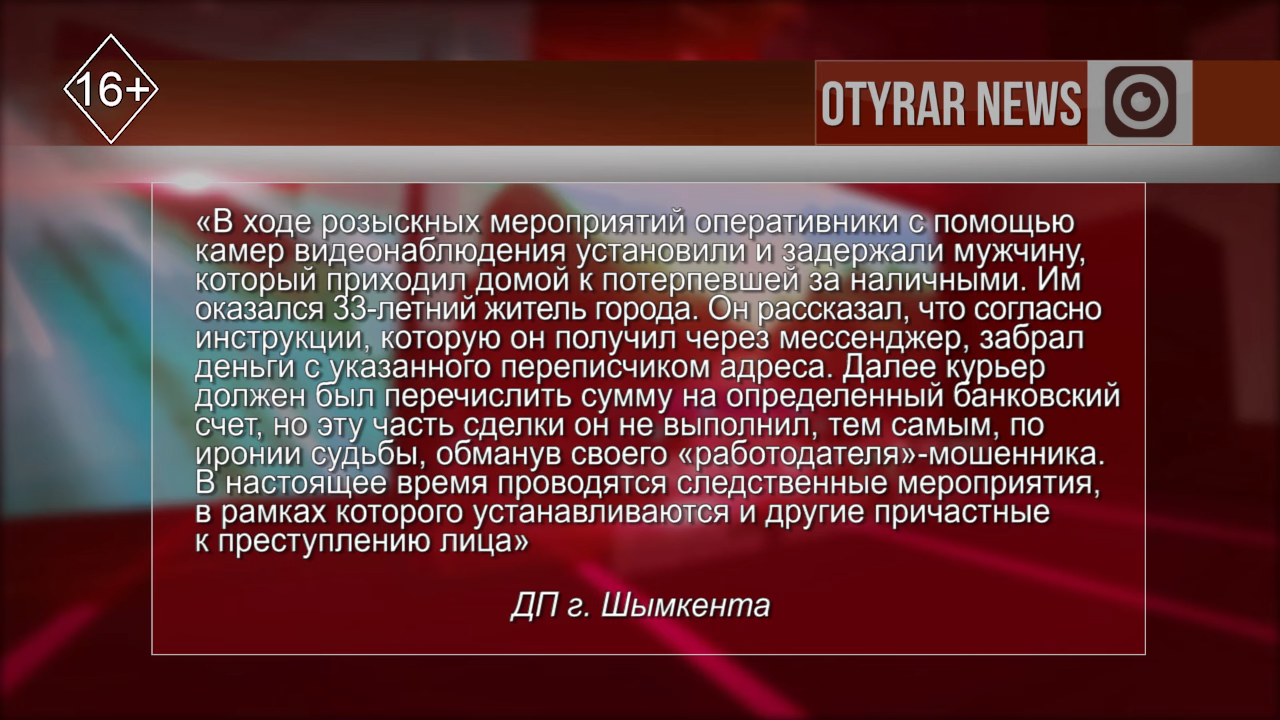 16+
OTYRAR NEWS
«В ходе розыскных мероприятий оперативники с помощью
камер видеонаблюдения установили и задержали мужчину,
который приходил домой к потерпевшей за наличными. Им
оказался 33-летний житель города. Он рассказал, что согласно
инструкции, которую он получил через мессенджер, забрал
деньги с указанного переписчиком адреса. Далее курьер
должен был перечислить сумму на определенный банковский
счет, но эту часть сделки он не выполнил, тем самым, по
иронии судьбы, обманув своего «работодателя»-мошенника.
В настоящее время проводятся следственные мероприятия,
в рамках которого устанавливаются и другие причастные
к преступлению лица»
ДП г. Шымкента